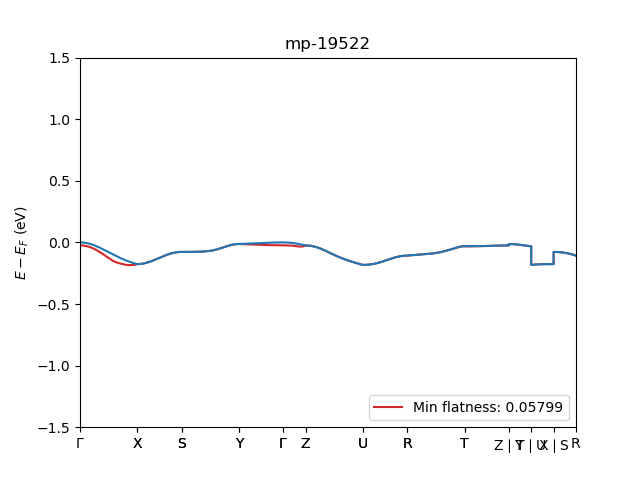 mp-19522
1.5
1.0
0.5
0.0
−0.5
−1.0
−1.5
E − E_F (eV)
Min flatness: 0.05799
Γ X S Y Γ Z U R T Z | Y T | U X | S R